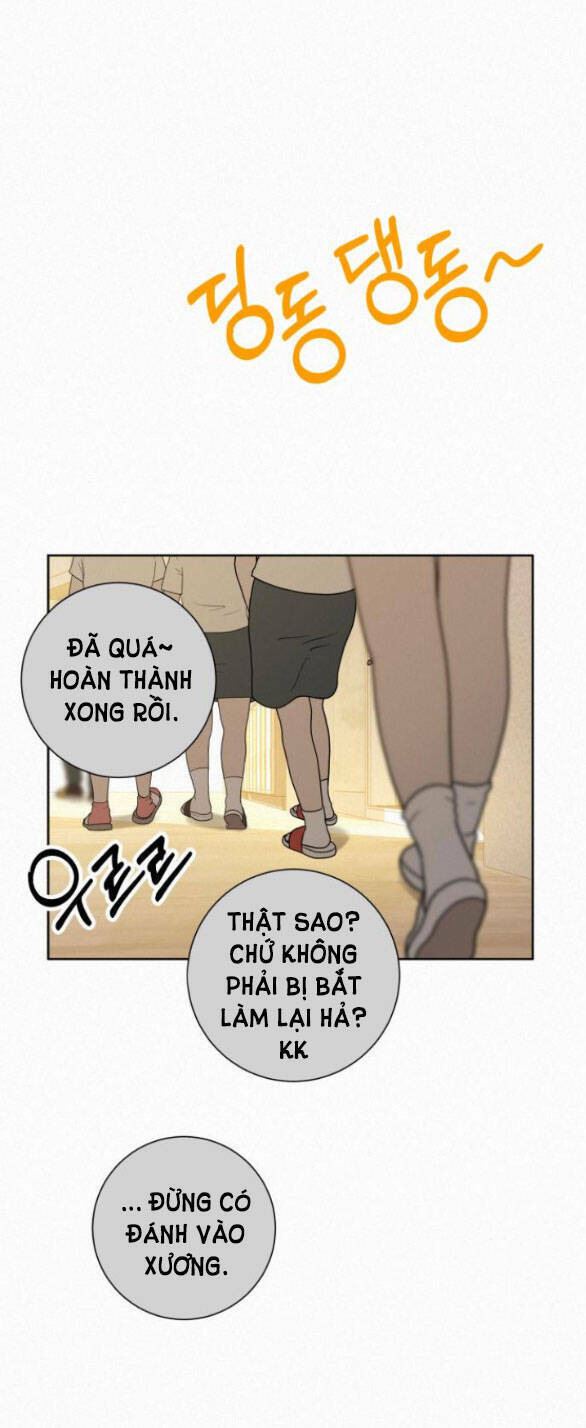 딩동댕동~
ĐÃ QUÁ~
HOÀN THÀNH
XONG RỒI.
우르르
THẬT SAO?
CHỨ KHÔNG
PHẢI BỊ BẮT
LÀM LẠI HẢ?
KK
... ĐỪNG CÓ
ĐÁNH VÀO
XƯƠNG.